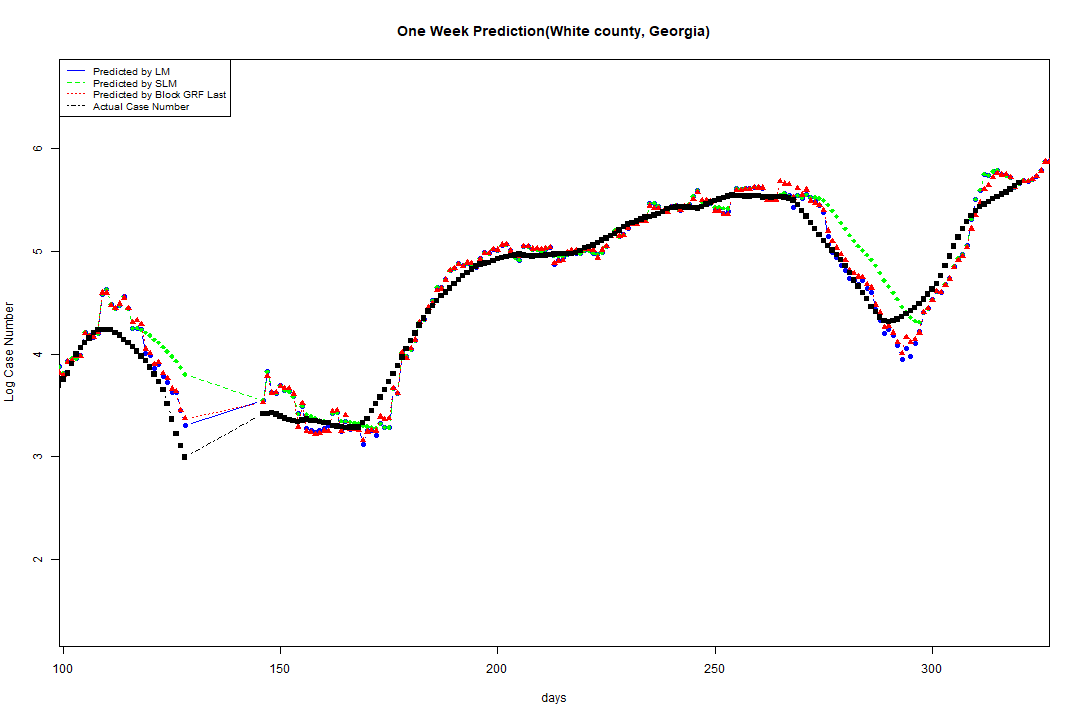 One Week Prediction(White county, Georgia)
Predicted by LM
Predicted by SLM
Predicted by Block GRF Last
Actual Case Number
6
5
4
3
2
Log Case Number
100 150 200 250 300
days